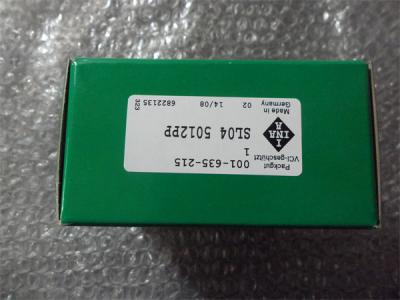 Packgut
VCI-geschützt
001-635-215
1
INA
SL04 5012PP
Made in
Germany
02
14/08
6822135
323